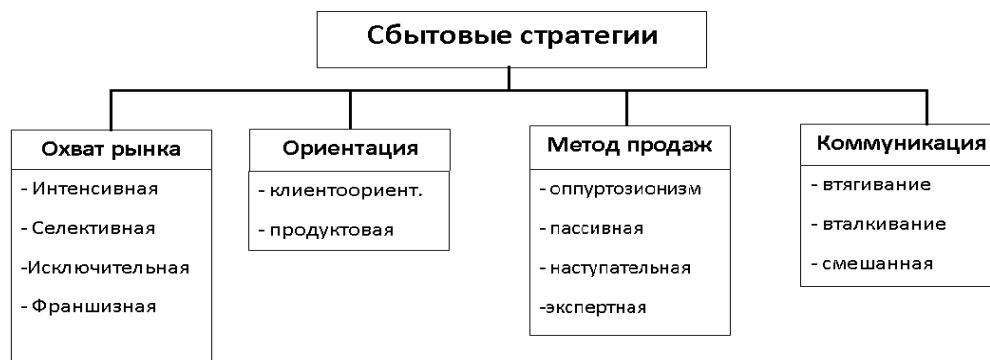 Сбытовые стратегии
Охват рынка
- Интенсивная
- Селективная
-Исключительная
- Франшизная
Ориентация
- клиентоориент.
- продуктовая
Метод продаж
- оппуртозионизм
- пассивная
- наступательная
-экспертная
Коммуникация
- втягивание
- вталкивание
- смешанная